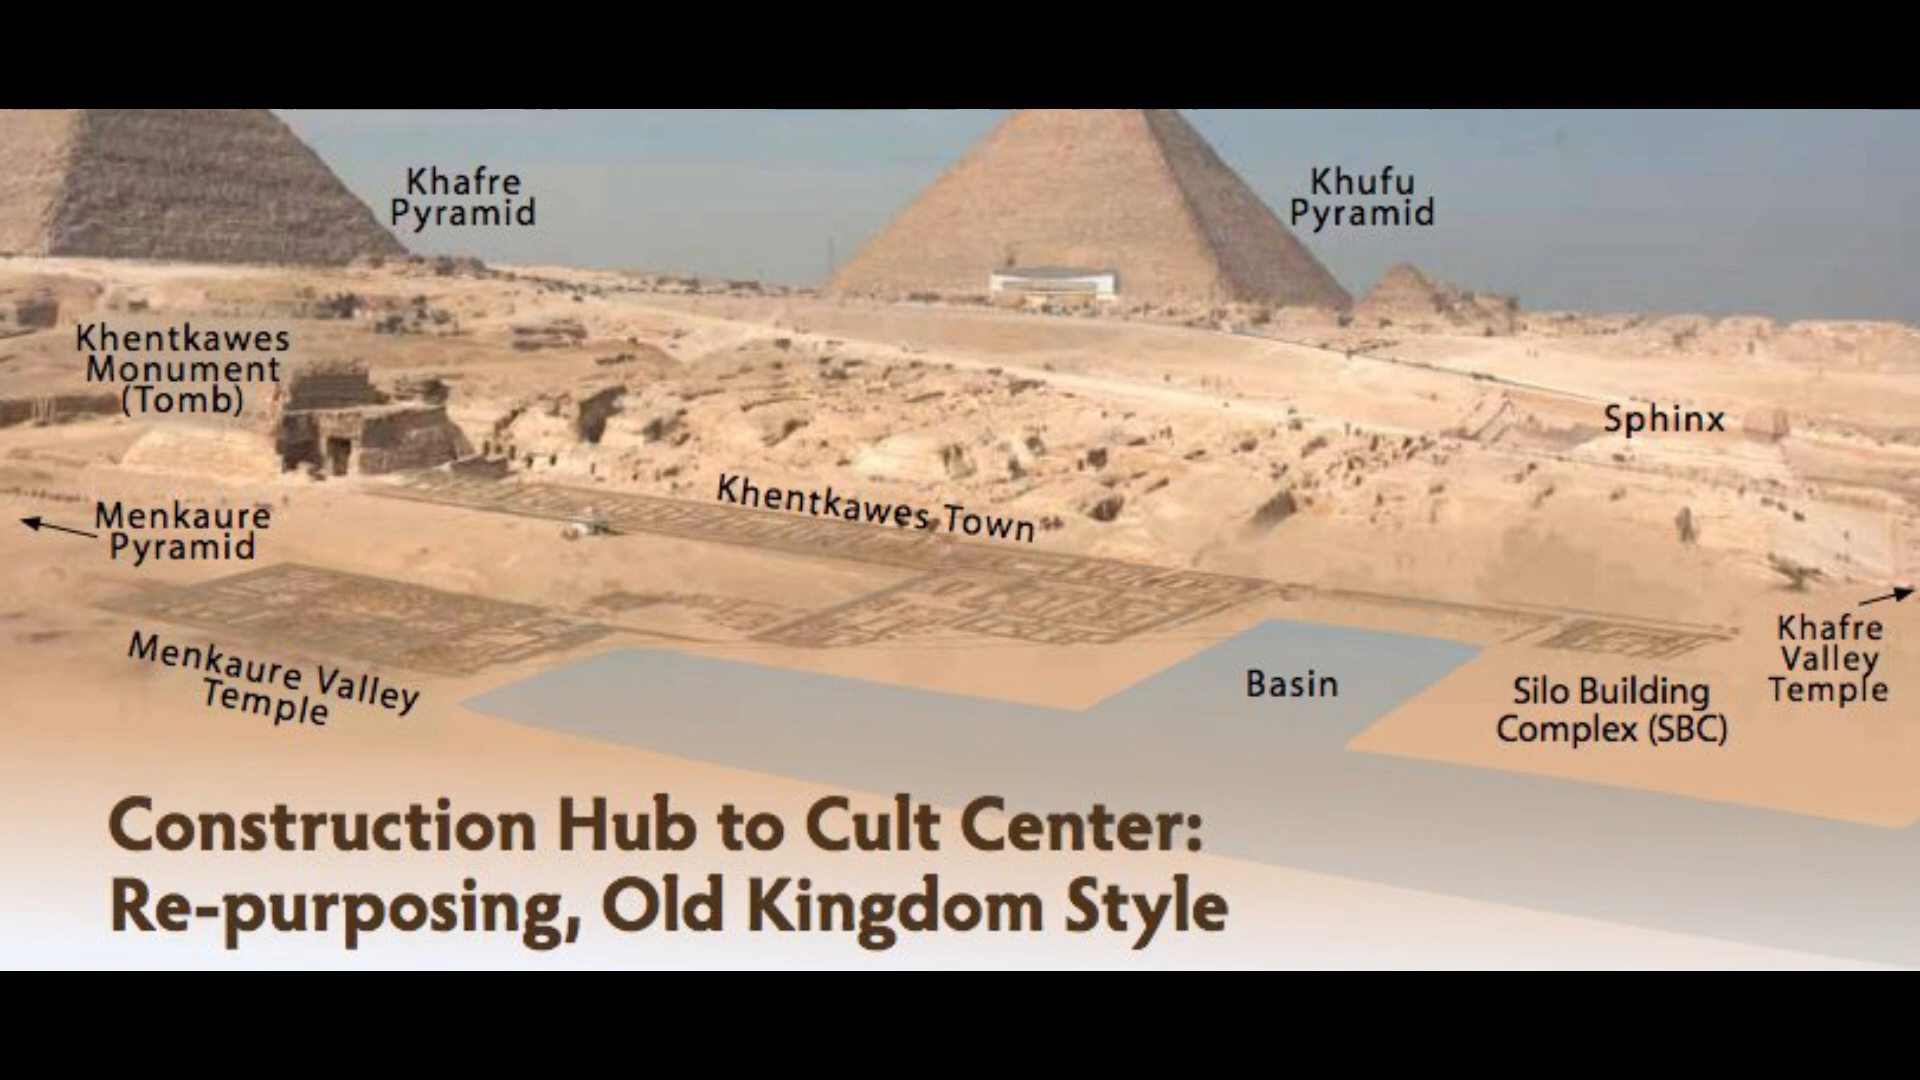 Khafre
Pyramid
Khufu
Pyramid
Khentkawes
Monument
(Tomb)
Sphinx
Khentkawes Town
Menkaure
Pyramid
Menkaure Valley
Temple
Basin
Silo Building
Complex (SBC)
Khafre
Valley
Temple
Construction Hub to Cult Center:
Re-purposing, Old Kingdom Style